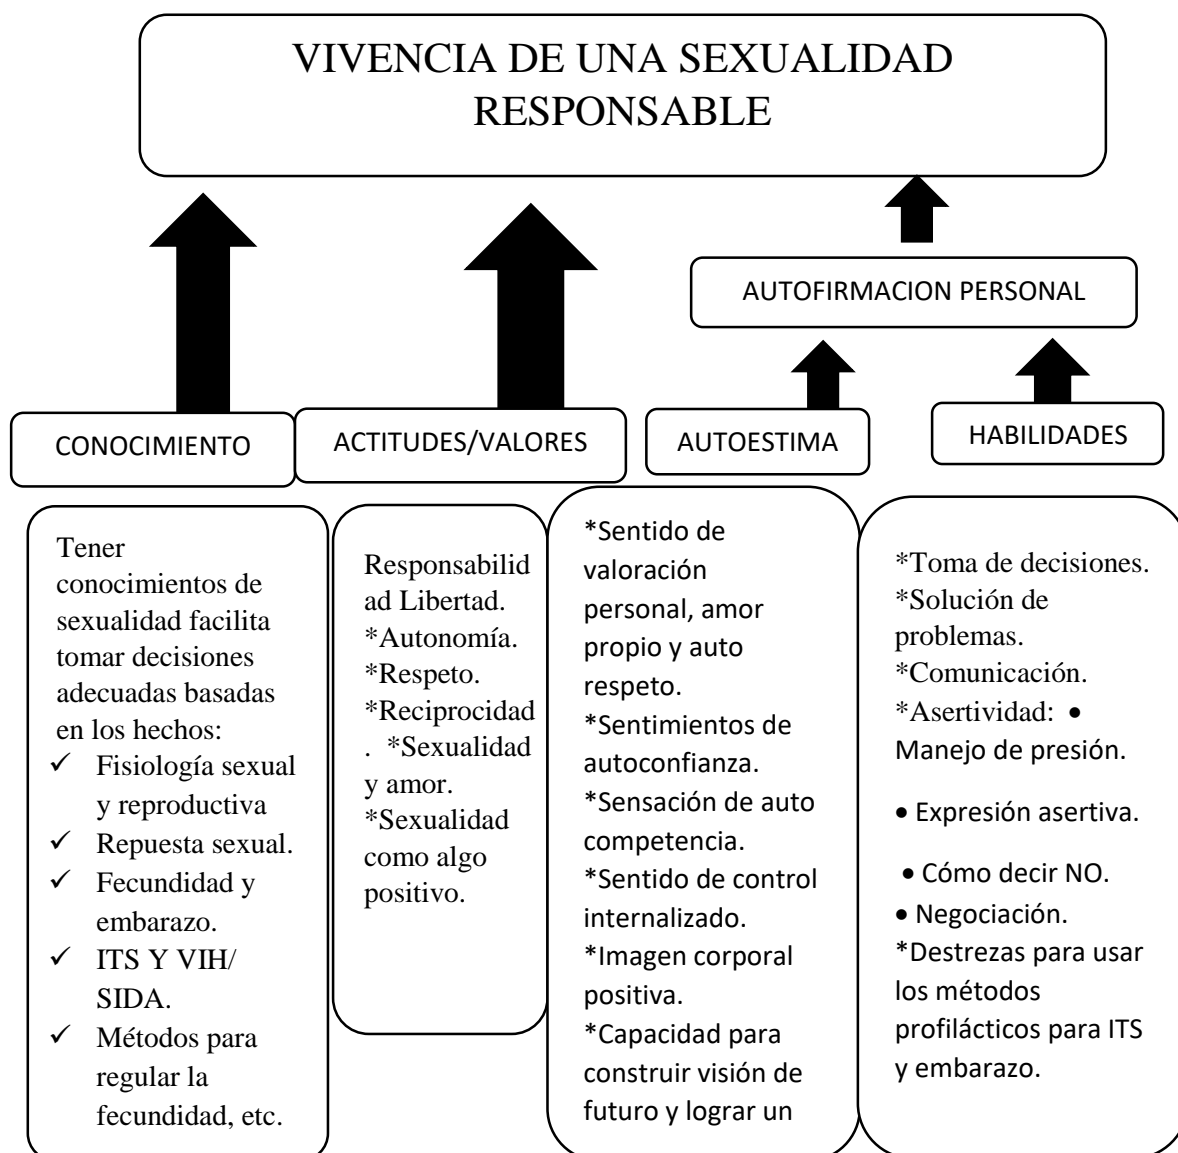 VIVENCIA DE UNA SEXUALIDAD
RESPONSABLE
AUTOFIRMACION PERSONAL
CONOCIMIENTO
ACTITUDES/VALORES
AUTOESTIMA
HABILIDADES
Tener
conocimientos de
sexualidad facilita
tomar decisiones
adecuadas basadas
en los hechos:
✓ Fisiología sexual
y reproductiva
✓ Repuesta sexual.
✓ Fecundidad y
embarazo.
✓ ITS Y VIH/
SIDA.
✓ Métodos para
regular la
fecundidad, etc.
Responsabilid
ad Libertad.
*Autonomía.
*Respeto.
*Reciprocidad
. *Sexualidad
y amor.
*Sexualidad
como algo
positivo.
*Sentido de
valoración
personal, amor
propio y auto
respeto.
*Sentimientos de
autoconfianza.
*Sensación de auto
competencia.
*Sentido de control
internalizado.
*Imagen corporal
positiva.
*Capacidad para
construir visión de
futuro y lograr un
*Toma de decisiones.
*Solución de
problemas.
*Comunicación.
*Asertividad: •
Manejo de presión.
• Expresión asertiva.
• Cómo decir NO.
• Negociación.
*Destrezas para usar
los métodos
profilácticos para ITS
y embarazo.